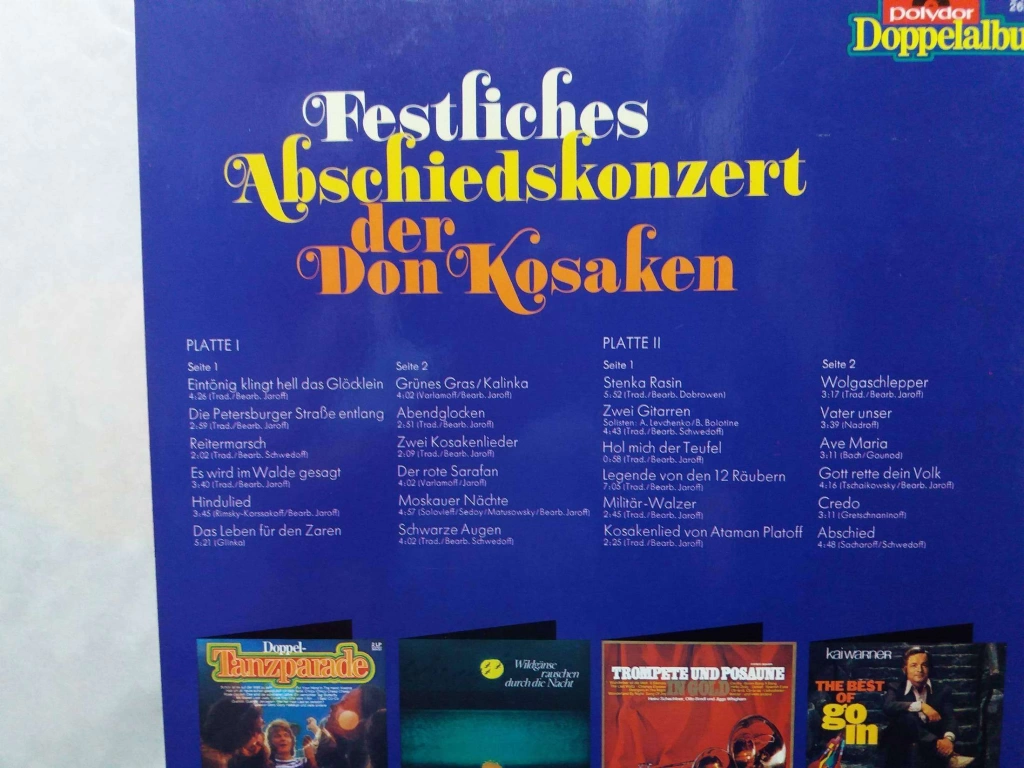 polydor
Doppelalbu
Festliches
Abschiedskonzert
der
Don Kosaken
PLATTE I
Seite 1
Eintönig klingt hell das Glöcklein
4:26 (Trad./Bearb. Jaroff)
Die Petersburger Straße entlang
2:59 (Trad./Bearb. Jaroff)
Reitermarsch
2:02 (Trad./Bearb. Schwedoff)
Es wird im Walde gesagt
3:40 (Trad./Bearb. Jaroff)
Hindulied
3:45 (Rimsky-Korssakoff/Bearb. Jaroff)
Das Leben für den Zaren
5:21 (Glinka)
Seite 2
Grünes Gras/Kalinka
4:02 (Varlamoff/Bearb. Jaroff)
Abendglocken
2:51 (Trad./Bearb. Jaroff)
Zwei Kosakenlieder
2:09 (Trad./Bearb. Jaroff)
Der rote Sarafan
4:02 (Varlamoff/Jaroff)
Moskauer Nächte
4:57 (Solovieff/Sedoy/Matusowsky/Bearb. Jaroff)
Schwarze Augen
4:02 (Trad./Bearb. Schwedoff)
PLATTE II
Seite 1
Stenka Rasin
5:52 (Trad./Bearb. Dobrowen)
Zwei Gitarren
Solisten: A. Levchenko/B. Bolotine
4:43 (Trad./Bearb. Schwedoff)
Hol mich der Teufel
0:58 (Trad./Bearb. Jaroff)
Legende von den 12 Räubern
7:05 (Trad./Bearb. Jaroff)
Militär-Walzer
2:45 (Trad./Bearb. Jaroff)
Kosakenlied von Ataman Platoff
2:25 (Trad./Bearb. Jaroff)
Seite 2
Wolgaschlepper
3:17 (Trad./Bearb. Jaroff)
Vater unser
3:39 (Nadroff)
Ave Maria
3:11 (Bach/Gounod)
Gott rette dein Volk
4:16 (Tschaikowsky/Bearb. Jaroff)
Credo
3:11 (Gretschnaninoff)
Abschied
4:48 (Sacharoff/Schwedoff)
Doppel-
Tanzparade
Wildgänse
rauschen
durch die Nacht
TROMPETE UND POSAUNE
IN GOLD
kai warner
THE BEST
OF
go
in